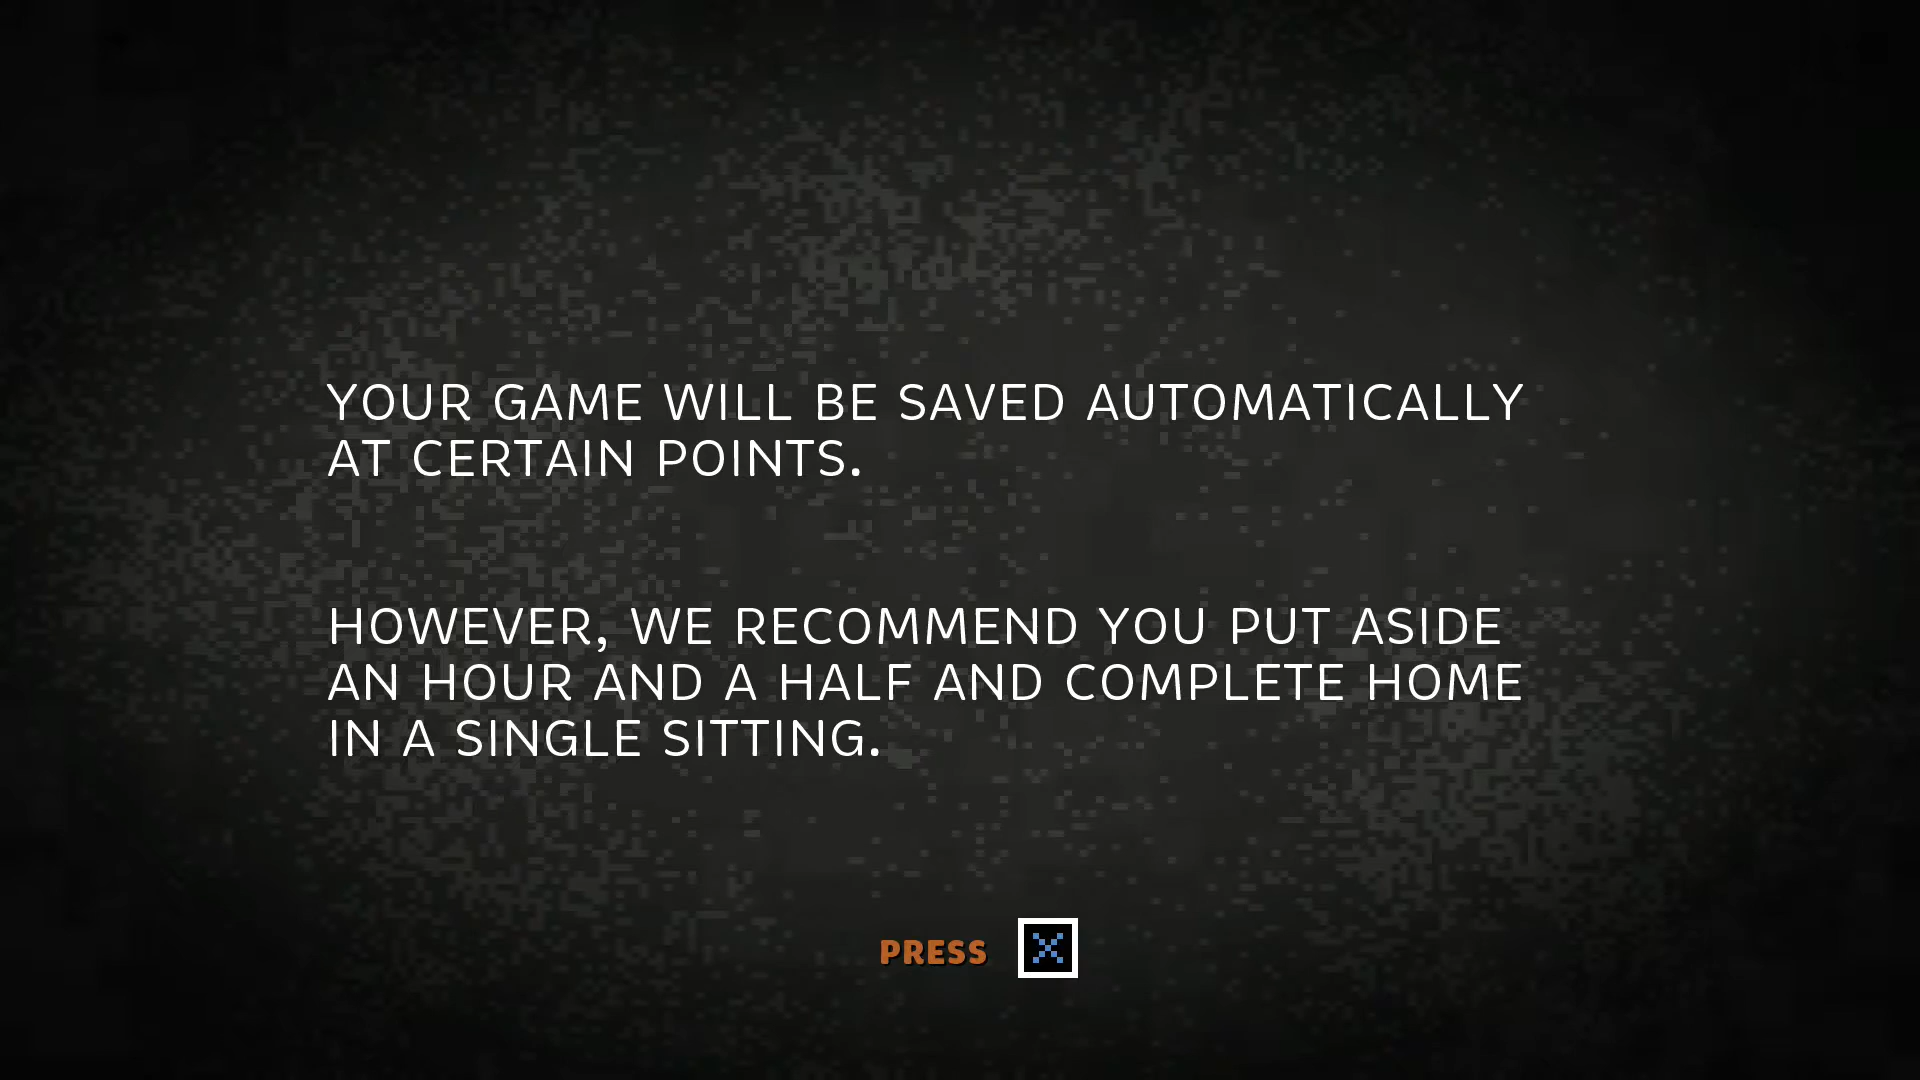 YOUR GAME WILL BE SAVED AUTOMATICALLY
AT CERTAIN POINTS.
HOWEVER, WE RECOMMEND YOU PUT ASIDE
AN HOUR AND A HALF AND COMPLETE HOME
IN A SINGLE SITTING.
PRESS X